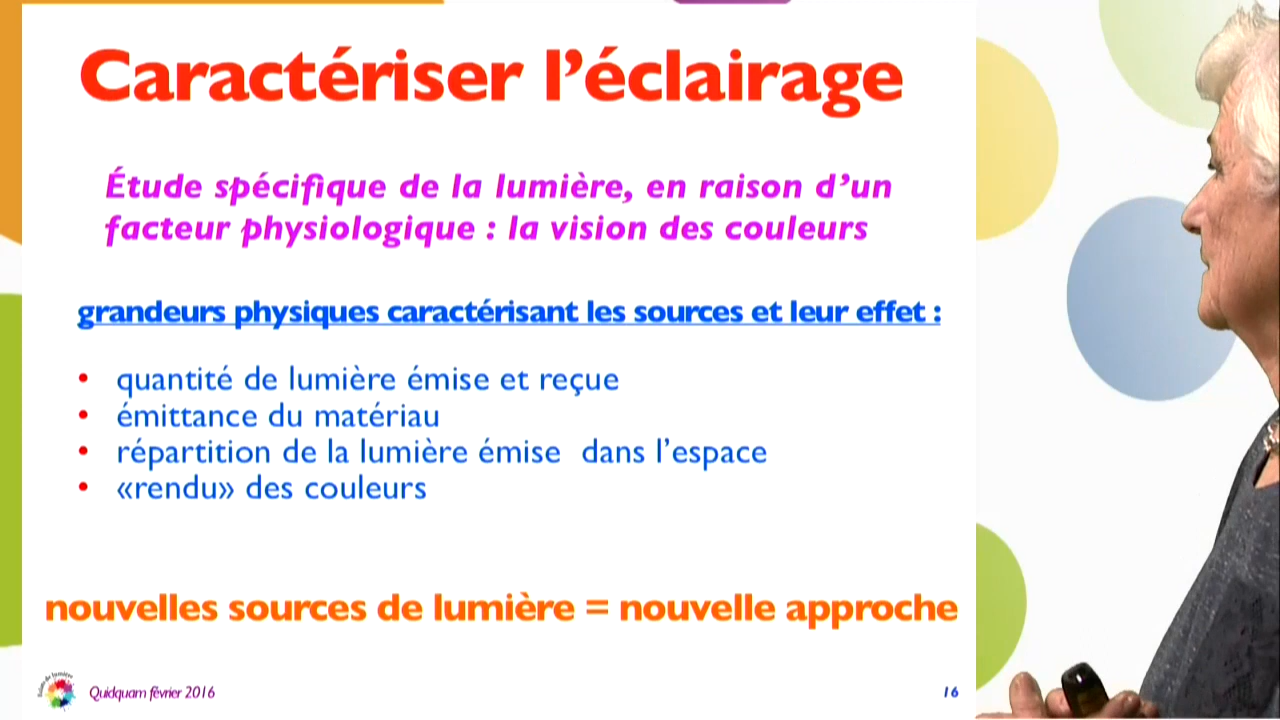 Caractériser l’éclairage
Étude spécifique de la lumière, en raison d’un
facteur physiologique : la vision des couleurs
grandeurs physiques caractérisant les sources et leur effet :
• quantité de lumière émise et reçue
• émittance du matériau
• répartition de la lumière émise dans l’espace
• «rendu» des couleurs
nouvelles sources de lumière = nouvelle approche
Quidquam février 2016
16